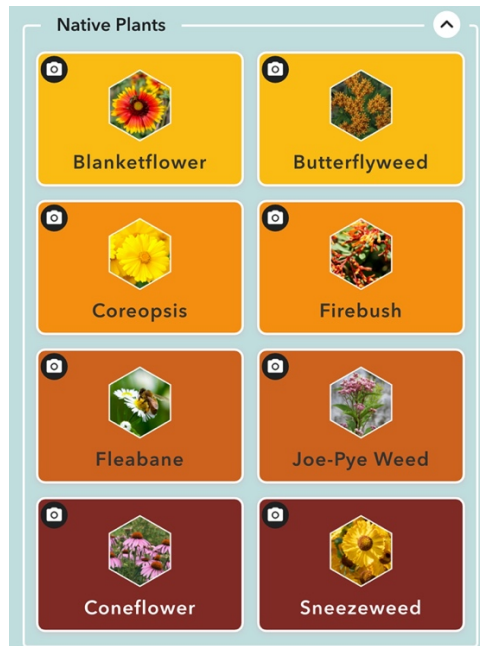 Native Plants
Blanketflower
Butterflyweed
Coreopsis
Firebush
Fleabane
Joe-Pye Weed
Coneflower
Sneezeweed